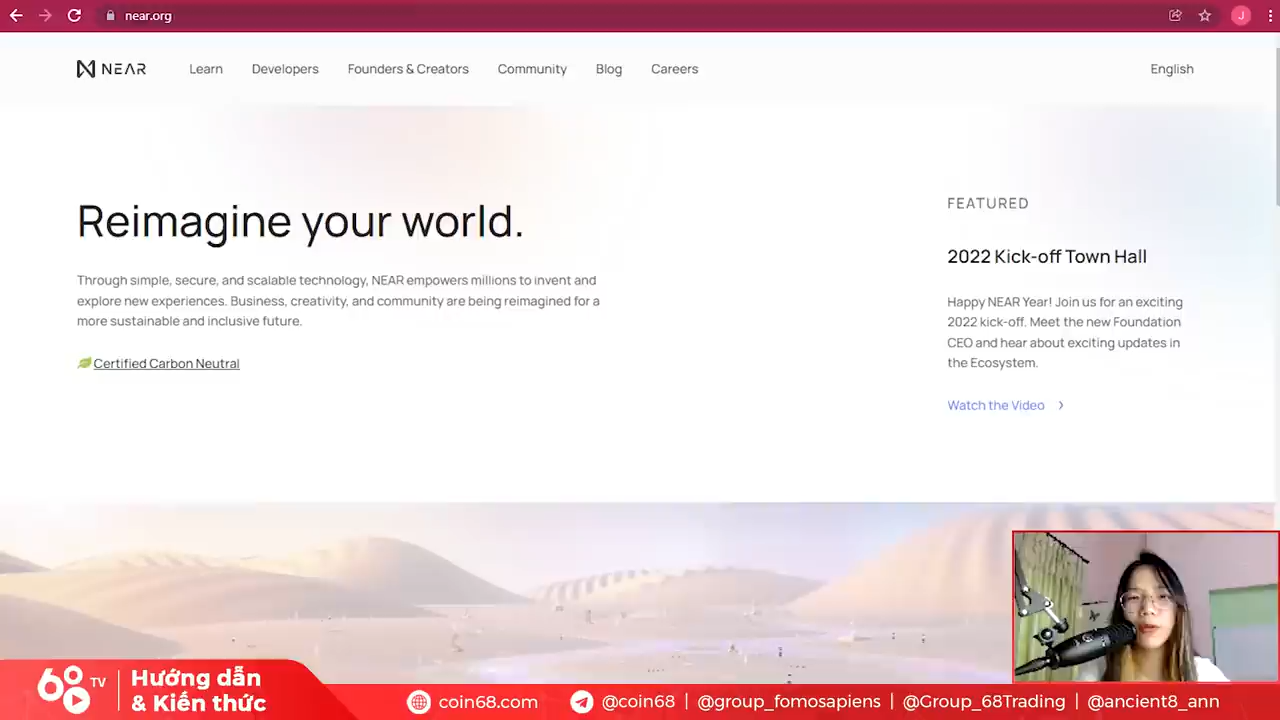 near.org
J
NEAR
Learn
Developers
Founders & Creators
Community
Blog
Careers
English
Reimagine your world.
Through simple, secure, and scalable technology, NEAR empowers millions to invent and
explore new experiences. Business, creativity, and community are being reimagined for a
more sustainable and inclusive future.
Certified Carbon Neutral
FEATURED
2022 Kick-off Town Hall
Happy NEAR Year! Join us for an exciting
2022 kick-off. Meet the new Foundation
CEO and hear about exciting updates in
the Ecosystem.
Watch the Video
68 TV
Hướng dẫn
& Kiến thức
coin68.com
@coin68 | @group_fomosapiens | @Group_68Trading | @ancient8_ann